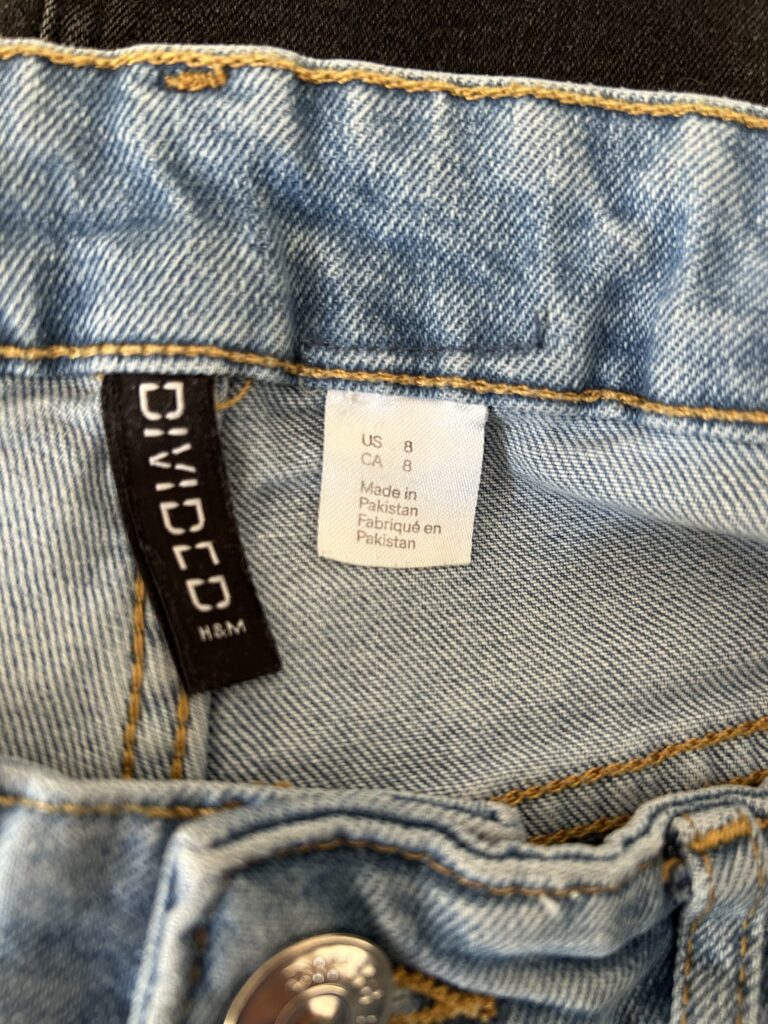 DIVIDED
H&M
US 8
CA 8
Made in
Pakistan
Fabriqué en
Pakistan